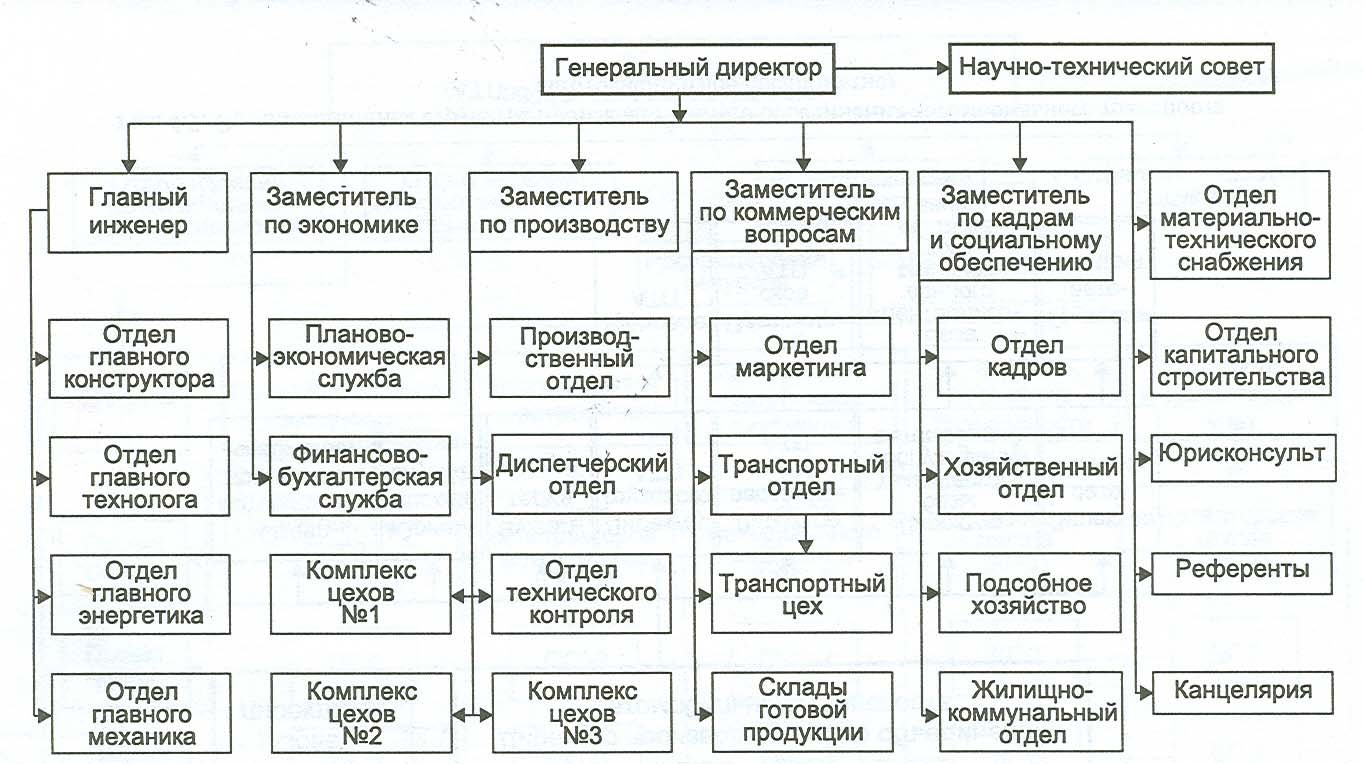 Генеральный директор
Научно-технический совет
Главный
инженер
Заместитель
по экономике
Заместитель
по производству
Заместитель
по коммерческим
вопросам
Заместитель
по кадрам
и социальному
обеспечению
Отдел
материально-
технического
снабжения
Отдел
главного
конструктора
Планово-
экономическая
служба
Производ-
ственный
отдел
Отдел
маркетинга
Отдел
кадров
Отдел
капитального
строительства
Отдел
главного
технолога
Финансово-
бухгалтерская
служба
Диспетчерский
отдел
Транспортный
отдел
Хозяйственный
отдел
Юрисконсульт
Отдел
главного
энергетика
Комплекс
цехов
№1
Отдел
технического
контроля
Транспортный
цех
Подсобное
хозяйство
Референты
Отдел
главного
механика
Комплекс
цехов
№2
Комплекс
цехов
№3
Склады
готовой
продукции
Жилищно-
коммунальный
отдел
Канцелярия